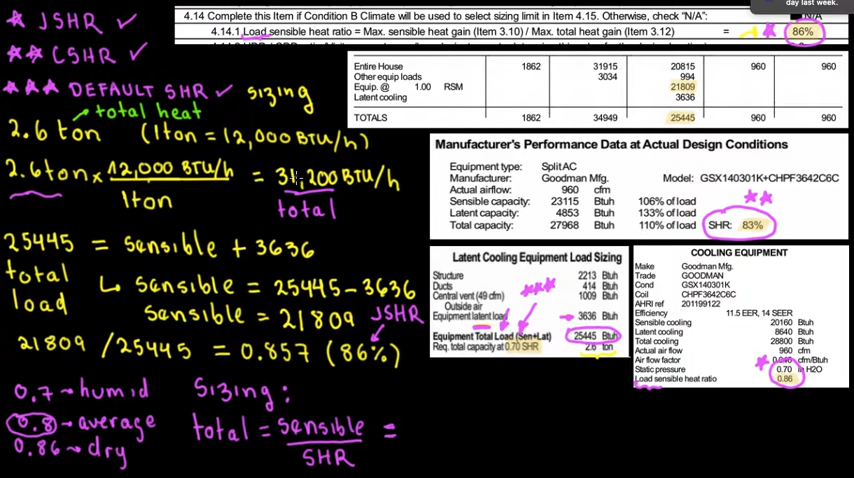 day last week.
JSHR ✓
CSHR ✓
DEFAULT SHR ✓ sizing
total heat
2.6 ton (1ton = 12,000 BTU/h)
2.6ton x 12,000 BTU/h / 1ton = 31,200 BTU/h
total
25445 = sensible + 3636
total load
↳ sensible = 25445 - 3636
sensible = 21809
JSHR
21809 / 25445 = 0.857 (86%)
0.7 → humid
0.8 → average
0.86 → dry
Sizing:
total = sensible / SHR =
4.14 Complete this Item if Condition B Climate will be used to select sizing limit in Item 4.15. Otherwise, check "N/A": N/A
4.14.1 Load sensible heat ratio = Max. sensible heat gain (Item 3.10) / Max. total heat gain (Item 3.12) = 86%
Entire House 1862 31915 20815 960 960
Other equip loads 3034 994
Equip. @ 1.00 RSM 21809
Latent cooling 3636
TOTALS 1862 34949 25445 960 960
Manufacturer's Performance Data at Actual Design Conditions
Equipment type: Split AC
Manufacturer: Goodman Mfg. Model: GSX140301K+CHPF3642C6C
Actual airflow: 960 cfm
Sensible capacity: 23115 Btuh 106% of load
Latent capacity: 4853 Btuh 133% of load
Total capacity: 27968 Btuh 110% of load SHR: 83%
Latent Cooling Equipment Load Sizing
Structure 2213 Btuh
Ducts 414 Btuh
Central vent (49 cfm) 1009 Btuh
Outside air
Equipment latent load 3636 Btuh
Equipment Total Load (Sen+Lat) 25445 Btuh
Req. total capacity at 0.70 SHR 2.6 ton
COOLING EQUIPMENT
Make Goodman Mfg.
Trade GOODMAN
Cond GSX140301K
Coil CHPF3642C6C
AHRI ref 201199122
Efficiency 11.5 EER, 14 SEER
Sensible cooling 20160 Btuh
Latent cooling 8640 Btuh
Total cooling 28800 Btuh
Actual air flow 960 cfm
Air flow factor cfm/Btuh
Static pressure 0.70 in H2O
Load sensible heat ratio 0.86